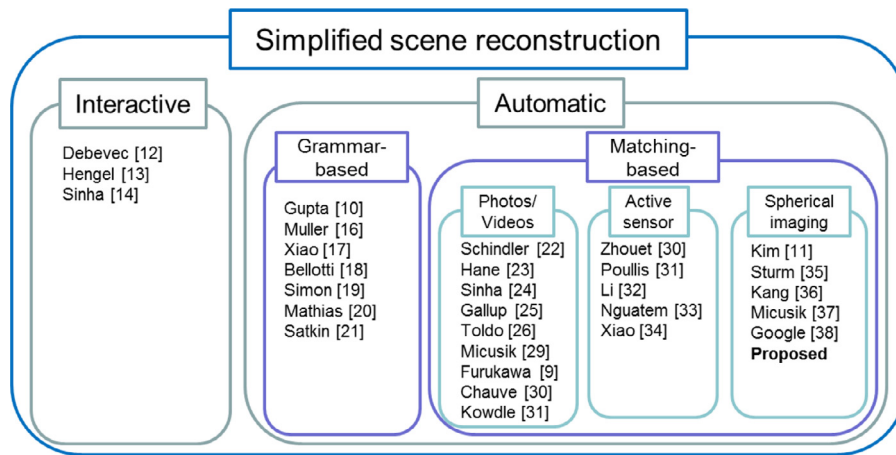 Simplified scene reconstruction
Interactive
Debevec [12]
Hengel [13]
Sinha [14]
Automatic
Grammar-
based
Gupta [10]
Muller [16]
Xiao [17]
Bellotti [18]
Simon [19]
Mathias [20]
Satkin [21]
Matching-
based
Photos/
Videos
Schindler [22]
Hane [23]
Sinha [24]
Gallup [25]
Toldo [26]
Micusik [29]
Furukawa [9]
Chauve [30]
Kowdle [31]
Active
sensor
Zhouet [30]
Poullis [31]
Li [32]
Nguatem [33]
Xiao [34]
Spherical
imaging
Kim [11]
Sturm [35]
Kang [36]
Micusik [37]
Google [38]
Proposed